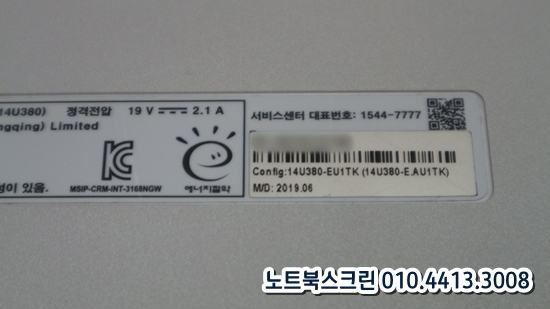 14U380) 정격전압 19 V 2.1 A
ngqing) Limited
MSIP-CRM-INT-3168NGW
에너지절약
성이 있음.
서비스센터 대표번호: 1544-7777
Config:14U380-EU1TK (14U380-E.AU1TK)
M/D: 2019.06
노트북스크린 010.4413.3008